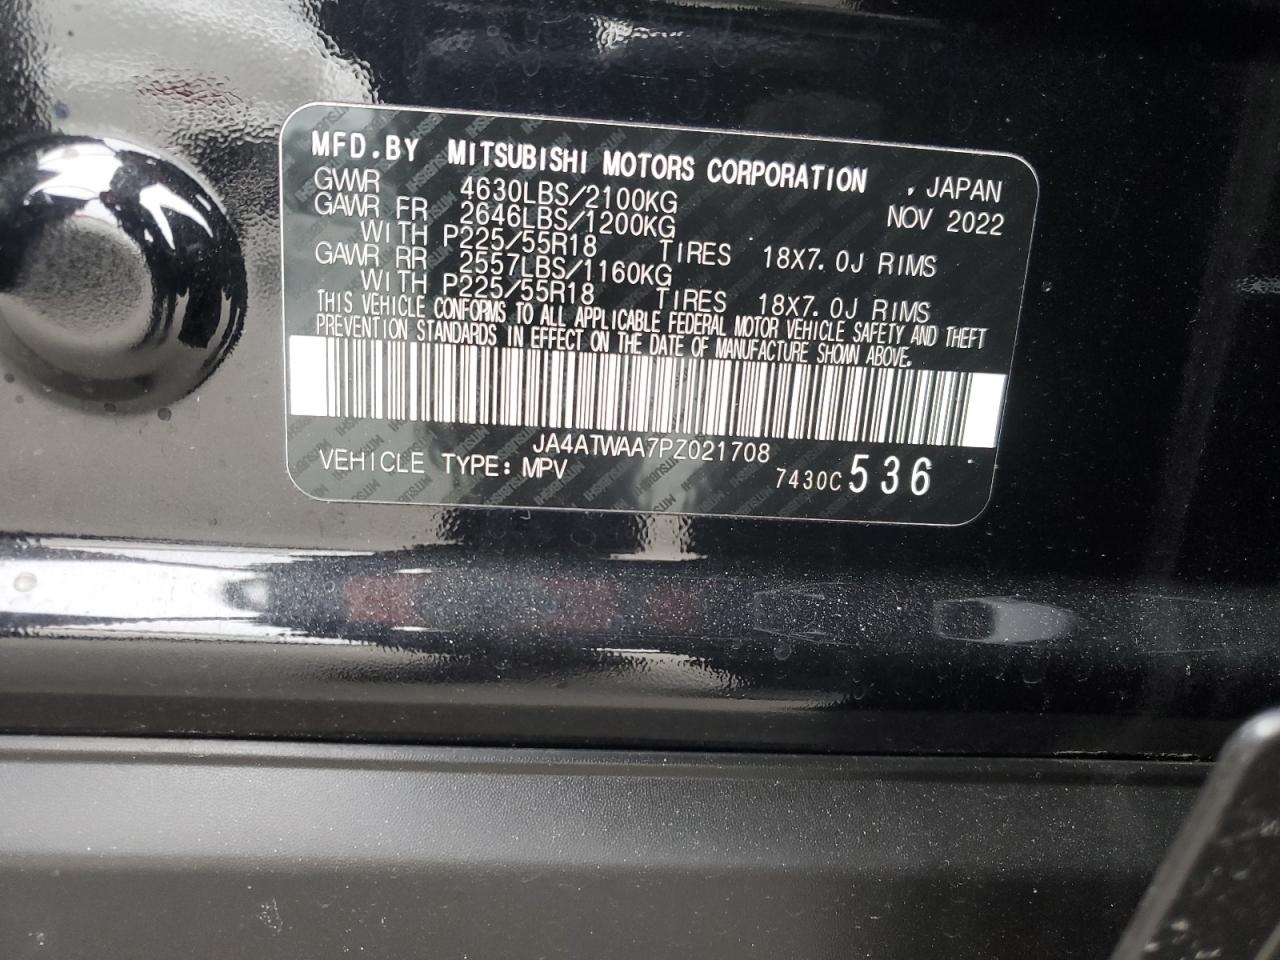 MFD.BY MITSUBISHI MOTORS CORPORATION , JAPAN
GVWR 4630LBS/2100KG NOV 2022
GAWR FR 2646LBS/1200KG
WITH P225/55R18 TIRES 18X7.0J RIMS
GAWR RR 2557LBS/1160KG
WITH P225/55R18 TIRES 18X7.0J RIMS
THIS VEHICLE CONFORMS TO ALL APPLICABLE FEDERAL MOTOR VEHICLE SAFETY AND THEFT
PREVENTION STANDARDS IN EFFECT ON THE DATE OF MANUFACTURE SHOWN ABOVE.
JA4ATWAA7PZ021708
VEHICLE TYPE: MPV 7430C 536